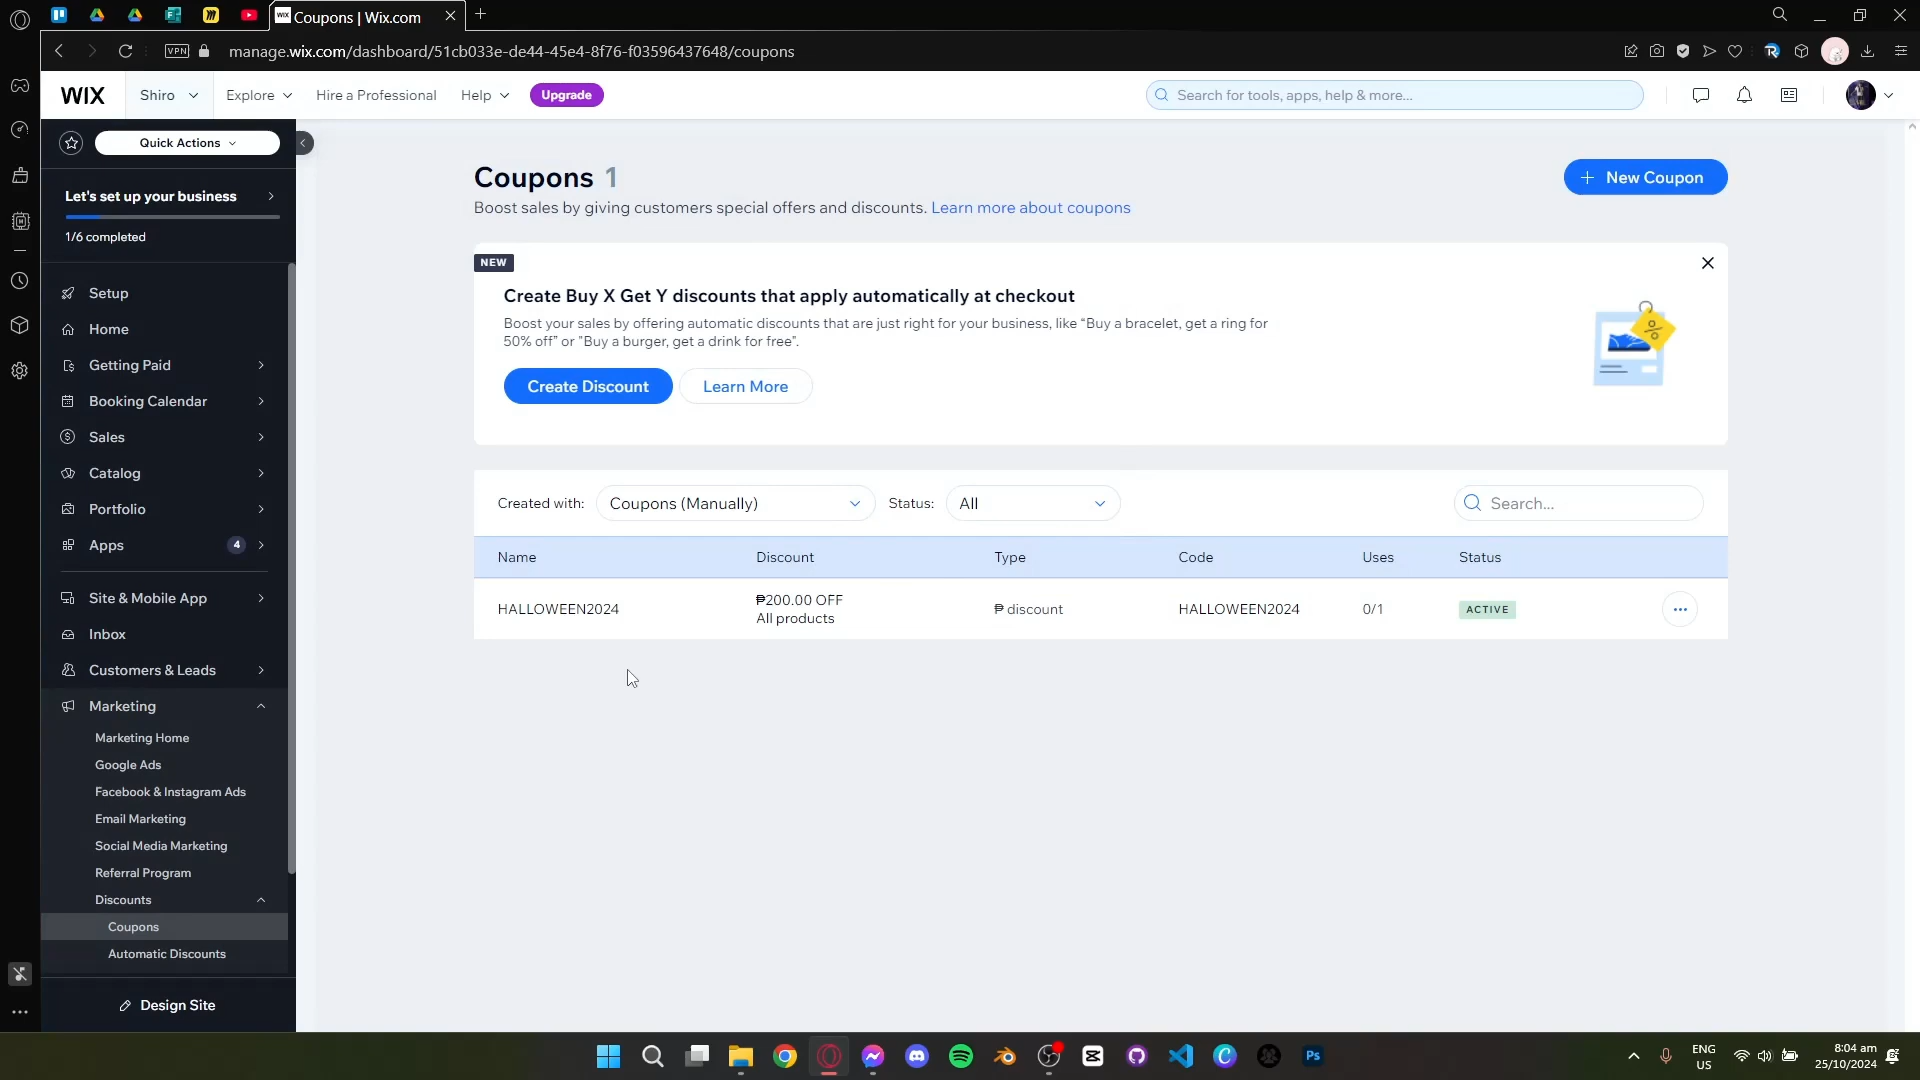 Coupons | Wix.com
VPN
manage.wix.com/dashboard/51cb033e-de44-45e4-8f76-f03596437648/coupons
WIX
Shiro
Explore
Hire a Professional
Help
Upgrade
Search for tools, apps, help & more...
Quick Actions
Let's set up your business
1/6 completed
Setup
Home
Getting Paid
Booking Calendar
Sales
Catalog
Portfolio
Apps 4
Site & Mobile App
Inbox
Customers & Leads
Marketing
Marketing Home
Google Ads
Facebook & Instagram Ads
Email Marketing
Social Media Marketing
Referral Program
Discounts
Coupons
Automatic Discounts
Design Site
Coupons 1
Boost sales by giving customers special offers and discounts. Learn more about coupons
+ New Coupon
NEW
Create Buy X Get Y discounts that apply automatically at checkout
Boost your sales by offering automatic discounts that are just right for your business, like “Buy a bracelet, get a ring for
50% off” or "Buy a burger, get a drink for free".
Create Discount
Learn More
%
Created with: Coupons (Manually) Status: All
Search...
Name Discount Type Code Uses Status
HALLOWEEN2024
₱200.00 OFF
All products
₱ discount
HALLOWEEN2024
0/1
ACTIVE
Ps
ENG
US
8:04 am
25/10/2024